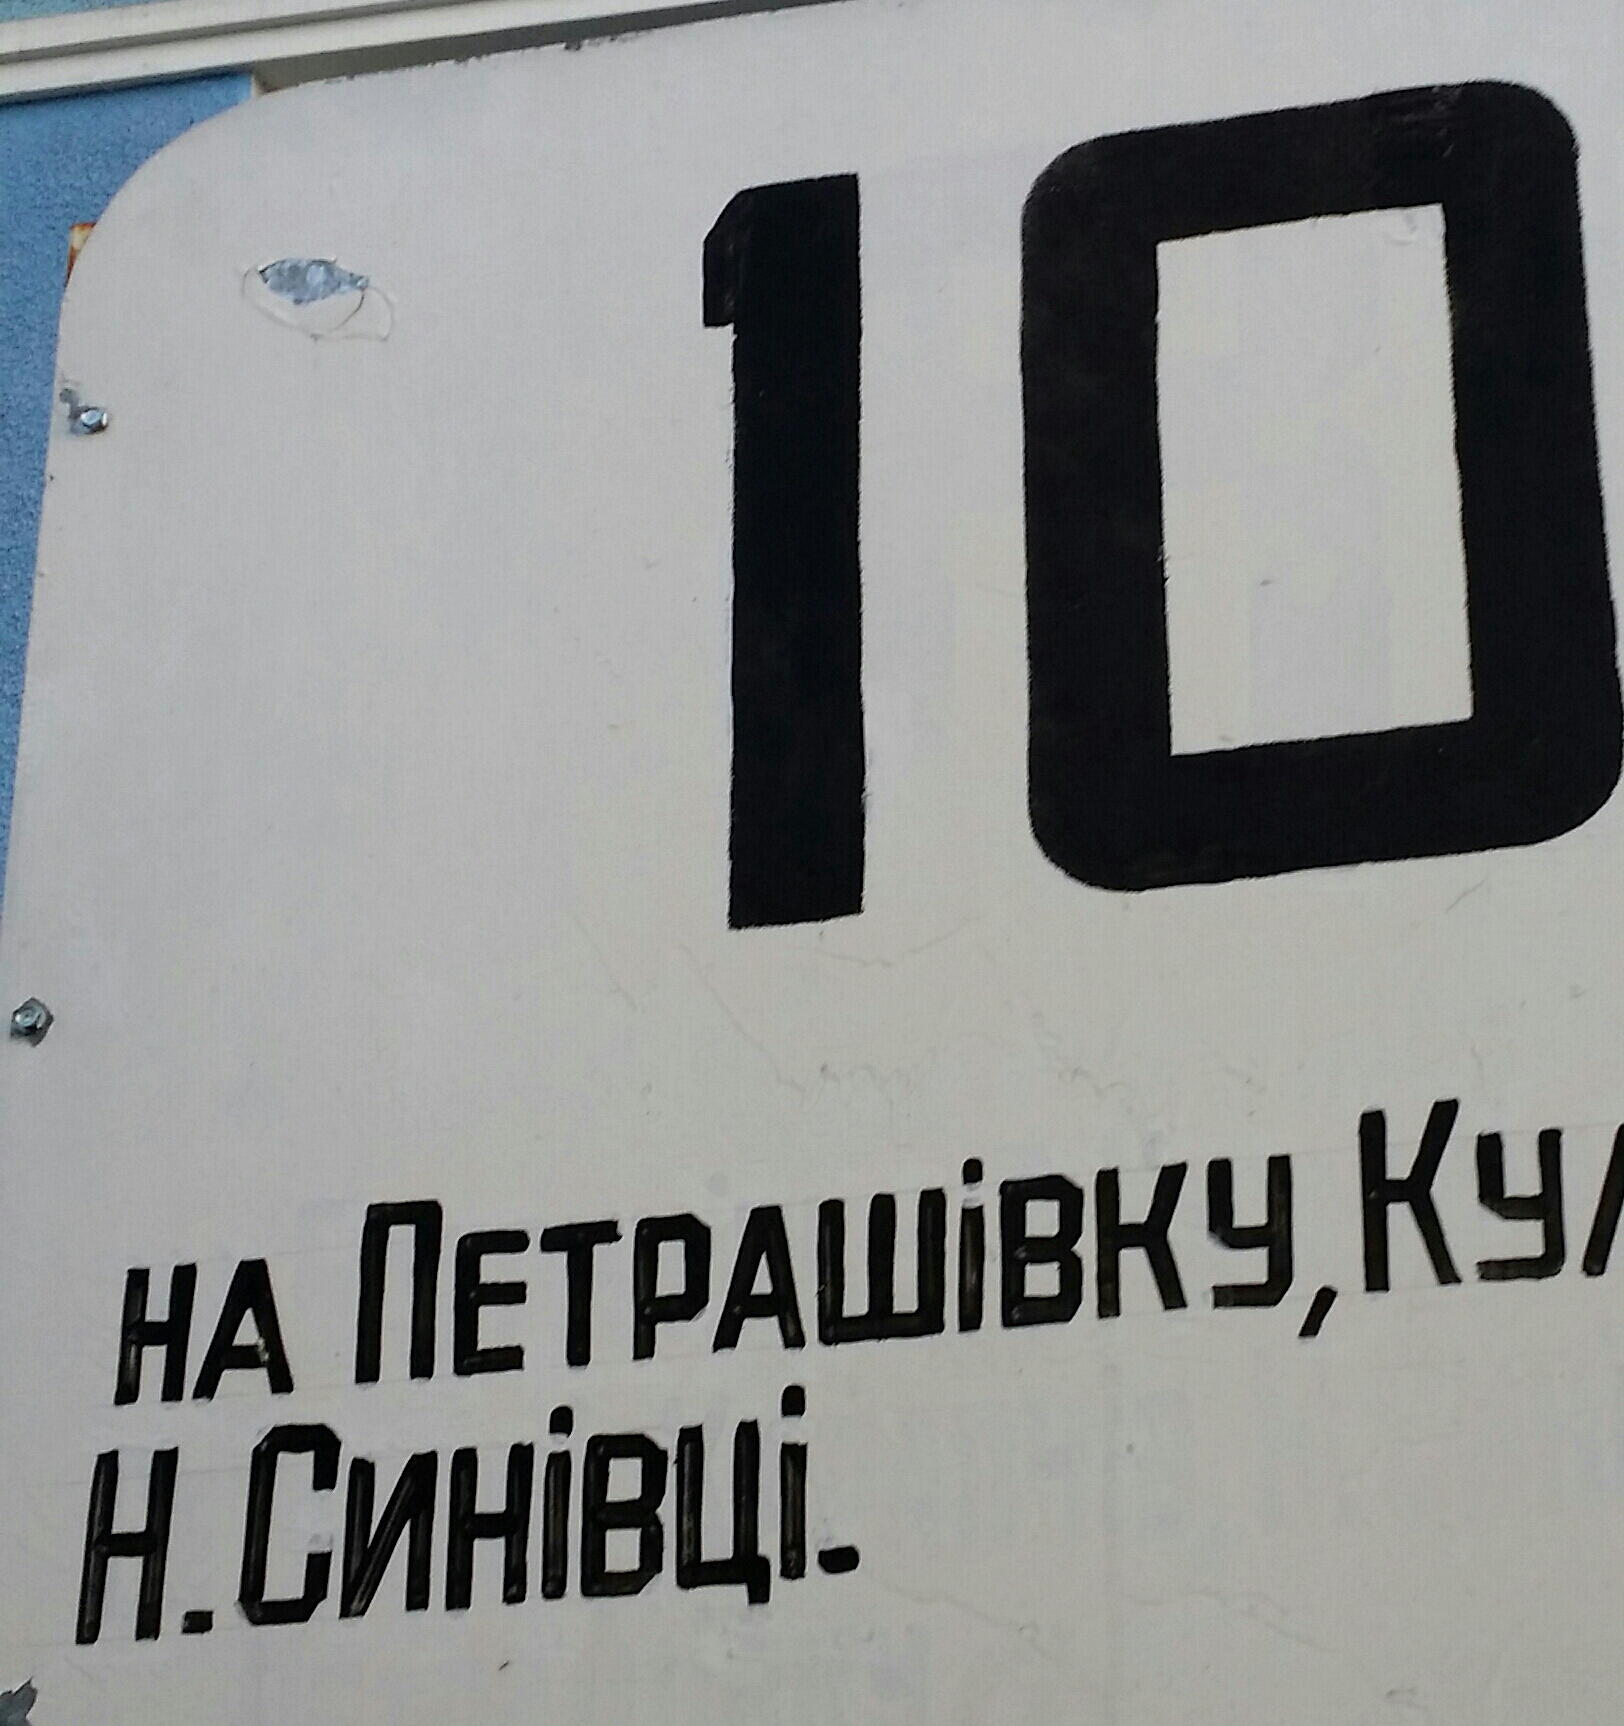 10
на Петрашівку, Ку
Н. Синівці.